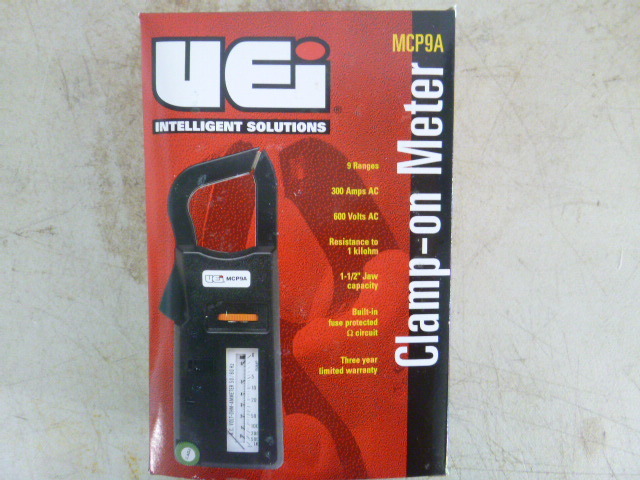 UEi
®
INTELLIGENT SOLUTIONS
MCP9A
Clamp-on Meter
9 Ranges
300 Amps AC
600 Volts AC
Resistance to
1 kilohm
1-1/2" Jaw
capacity
Built-in
fuse protected
Ω circuit
Three year
limited warranty
UEi MCP9A